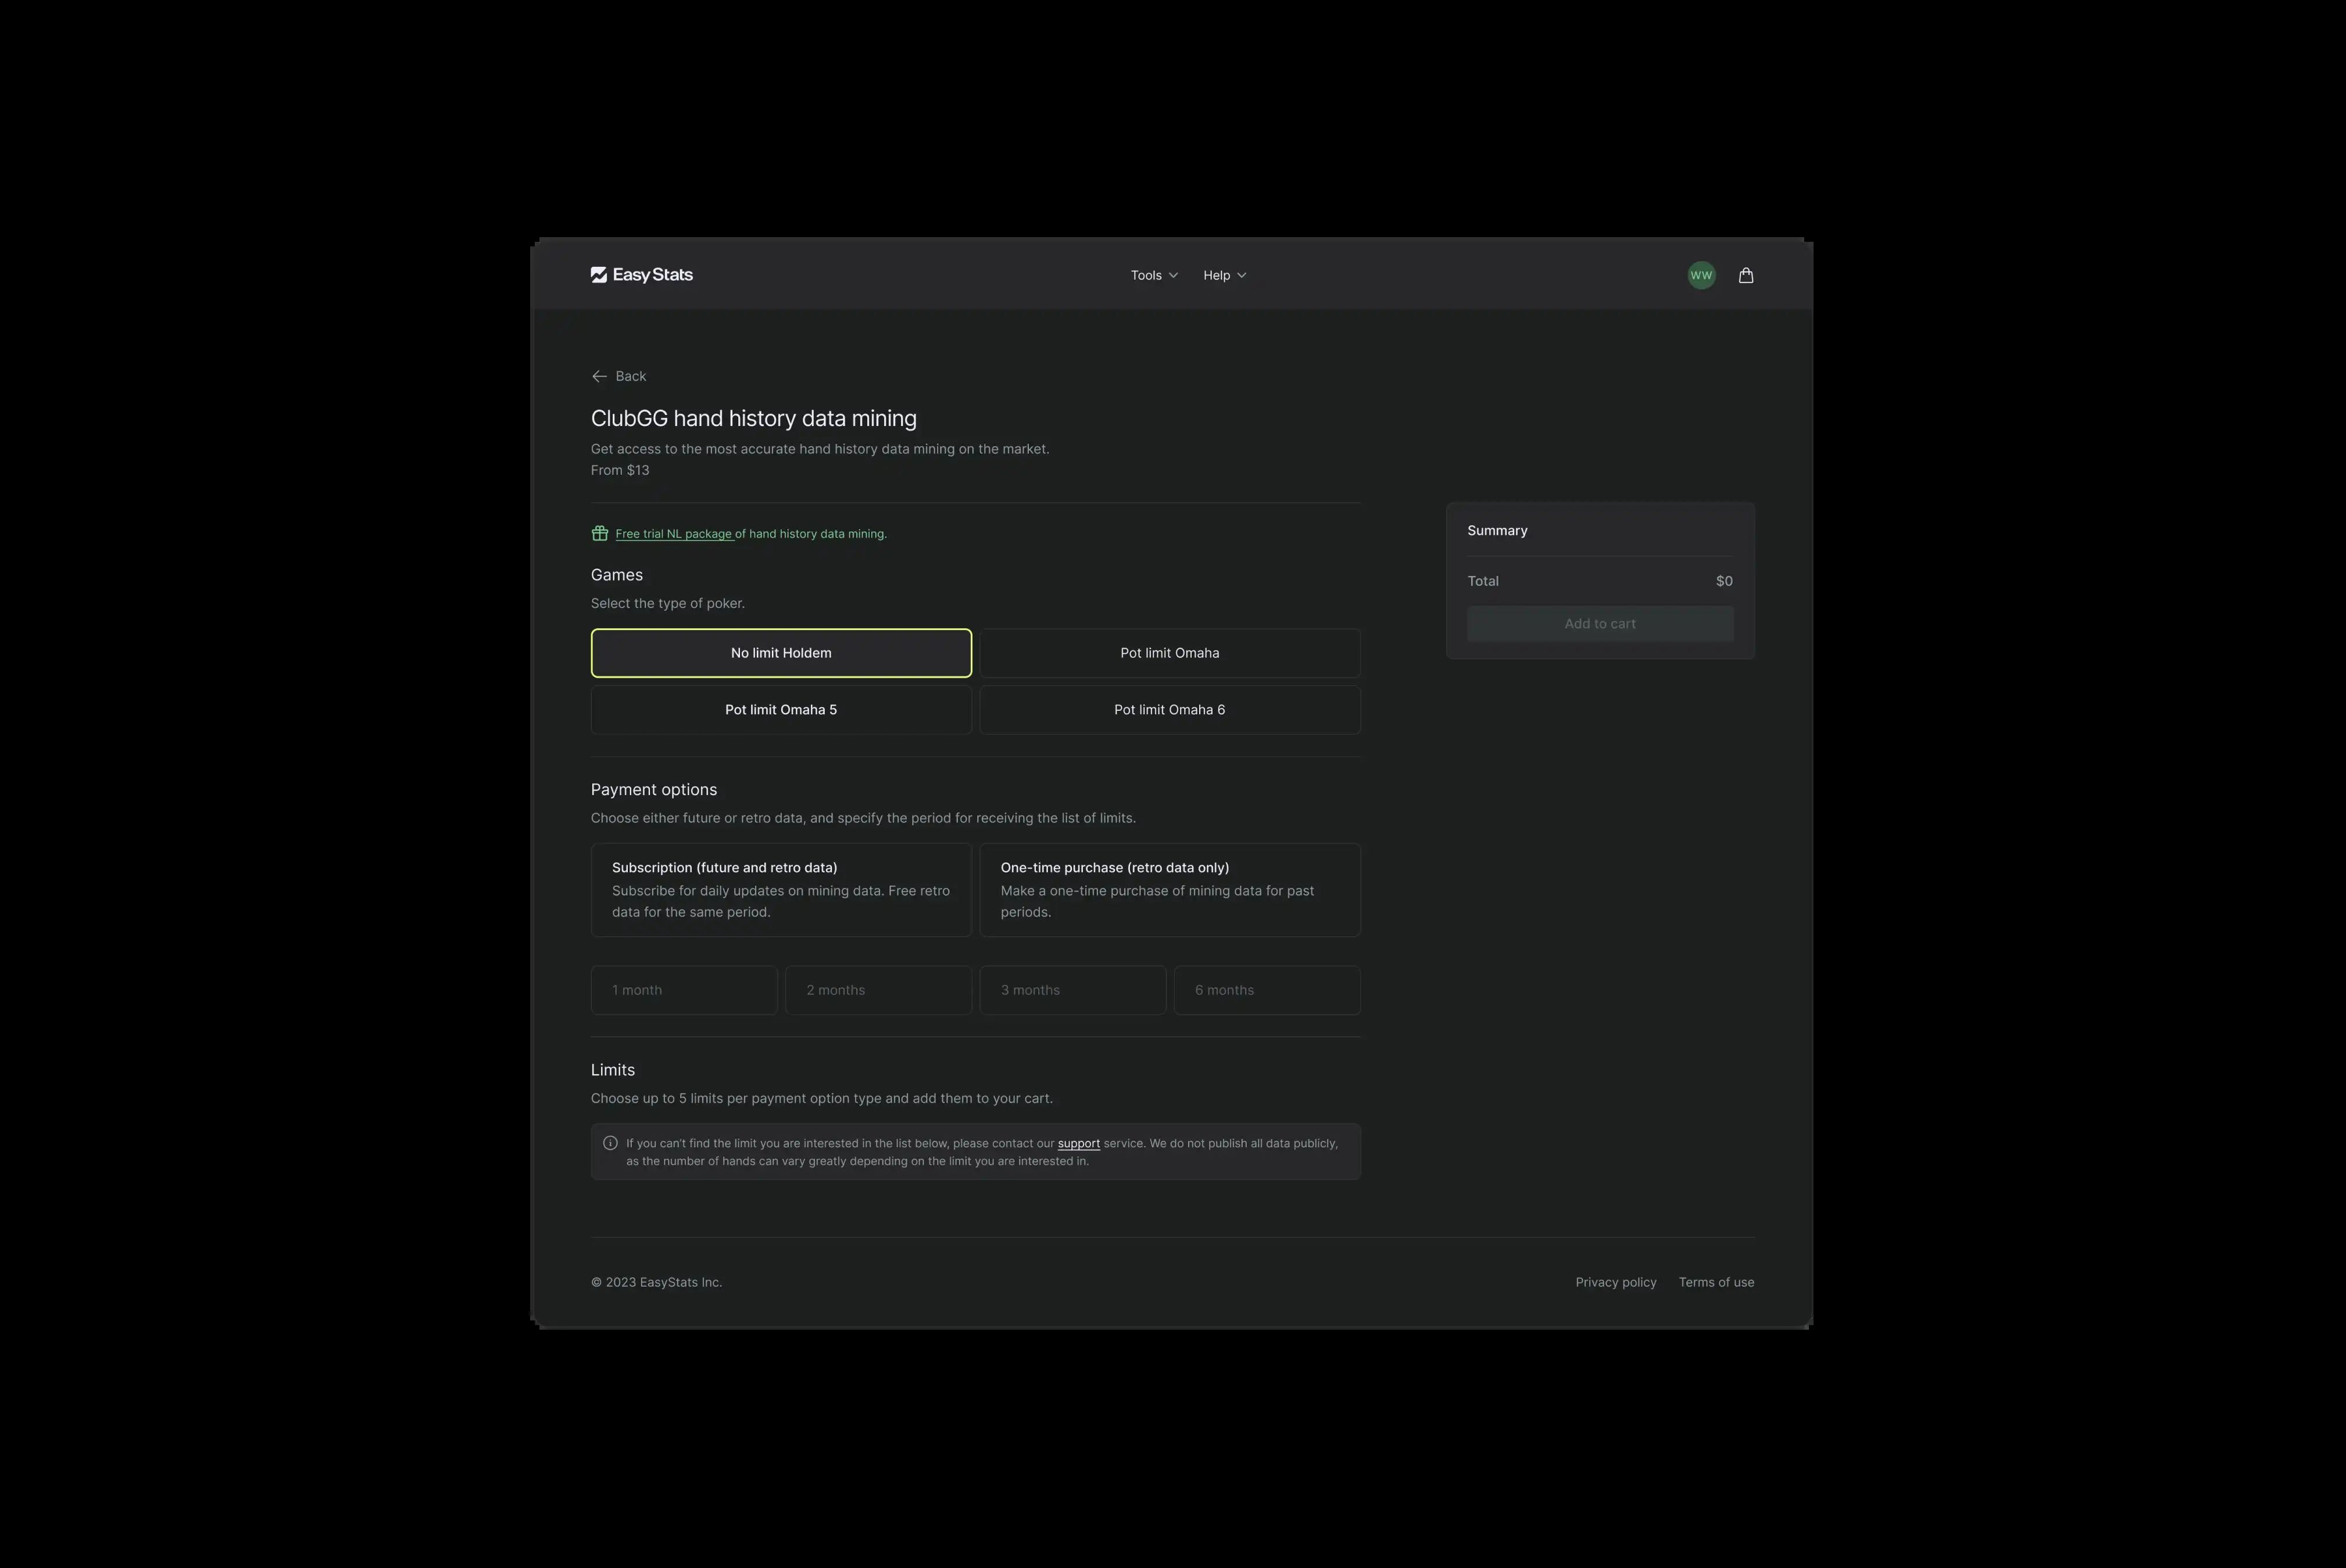 Easy Stats
Tools
Help
WW
Back
ClubGG hand history data mining
Get access to the most accurate hand history data mining on the market.
From $13
Free trial NL package of hand history data mining.
Games
Select the type of poker.
No limit Holdem
Pot limit Omaha
Pot limit Omaha 5
Pot limit Omaha 6
Payment options
Choose either future or retro data, and specify the period for receiving the list of limits.
Subscription (future and retro data)
Subscribe for daily updates on mining data. Free retro
data for the same period.
One-time purchase (retro data only)
Make a one-time purchase of mining data for past
periods.
1 month
2 months
3 months
6 months
Limits
Choose up to 5 limits per payment option type and add them to your cart.
If you can't find the limit you are interested in the list below, please contact our support service. We do not publish all data publicly,
as the number of hands can vary greatly depending on the limit you are interested in.
Summary
Total
$0
Add to cart
© 2023 EasyStats Inc.
Privacy policy
Terms of use